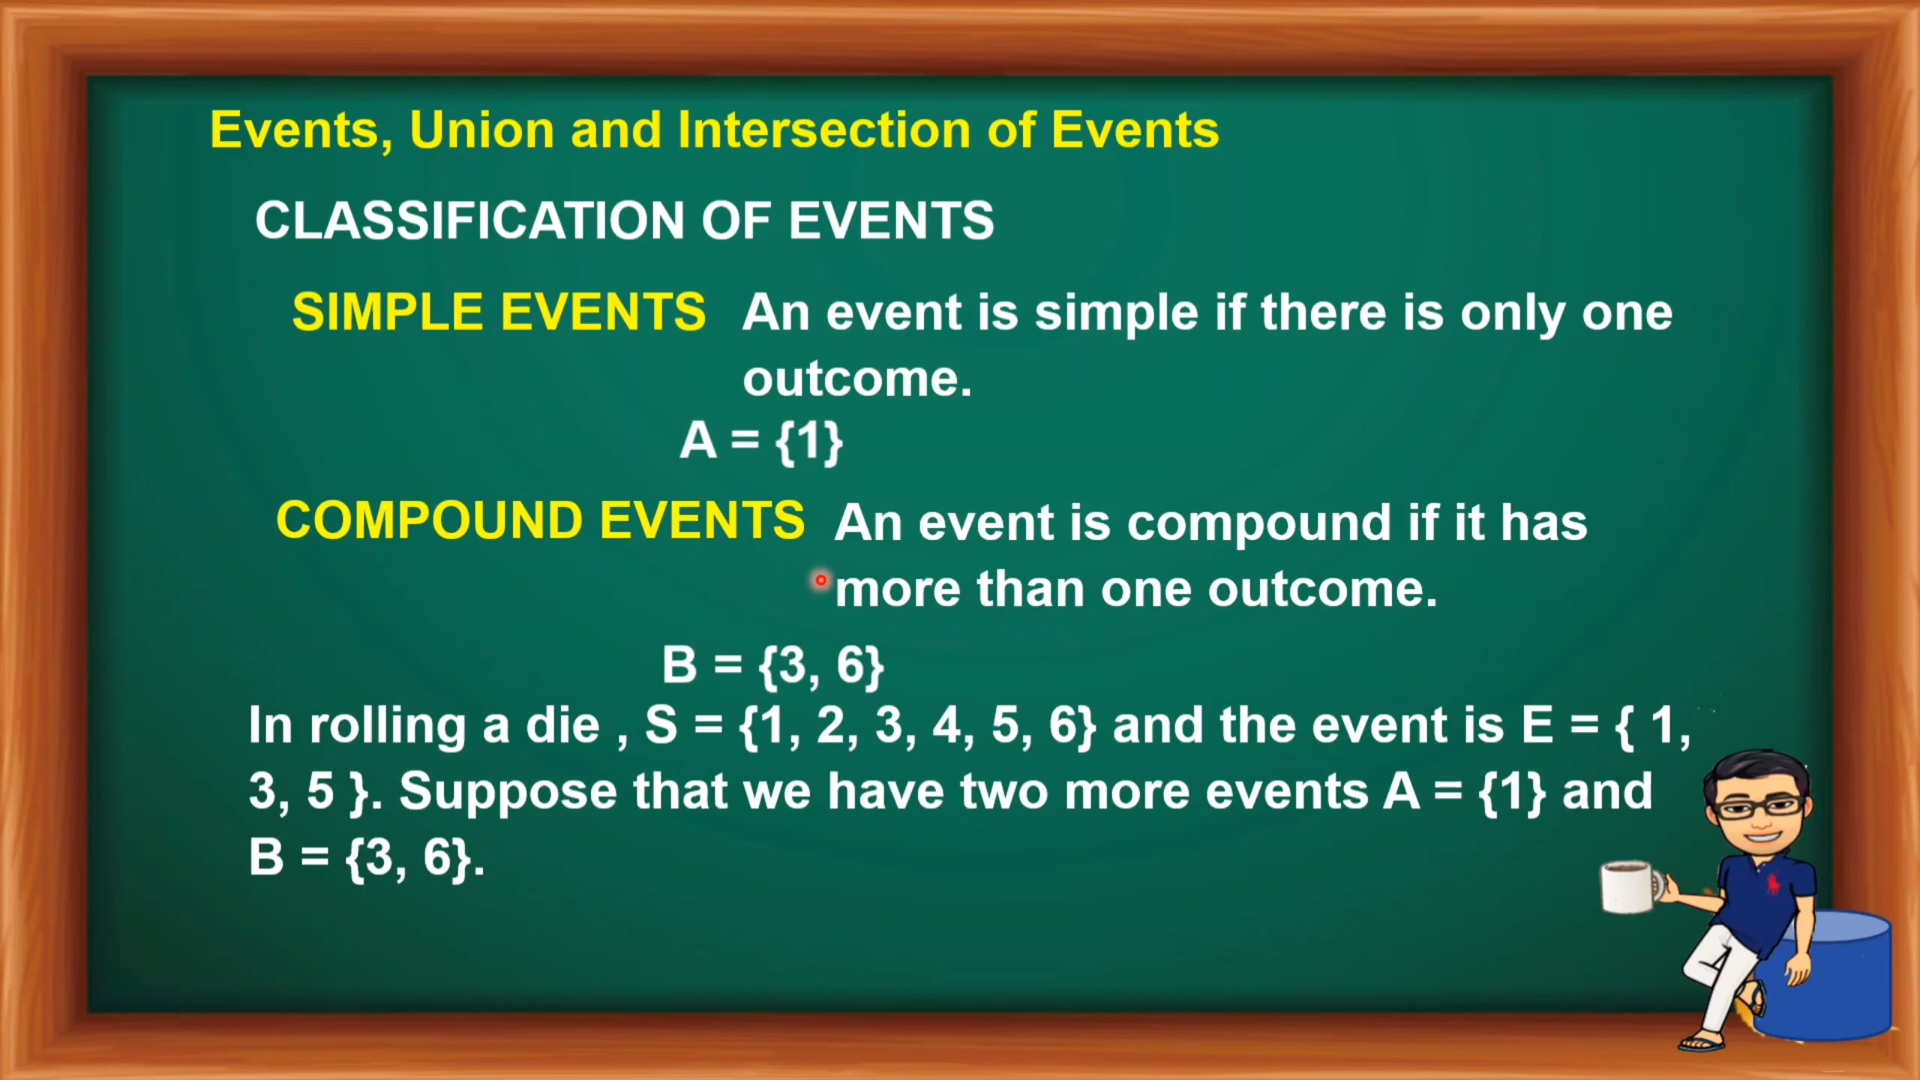 Events, Union and Intersection of Events
CLASSIFICATION OF EVENTS
SIMPLE EVENTS An event is simple if there is only one
outcome.
A = {1}
COMPOUND EVENTS An event is compound if it has
more than one outcome.
B = {3, 6}
In rolling a die , S = {1, 2, 3, 4, 5, 6} and the event is E = { 1,
3, 5 }. Suppose that we have two more events A = {1} and
B = {3, 6}.